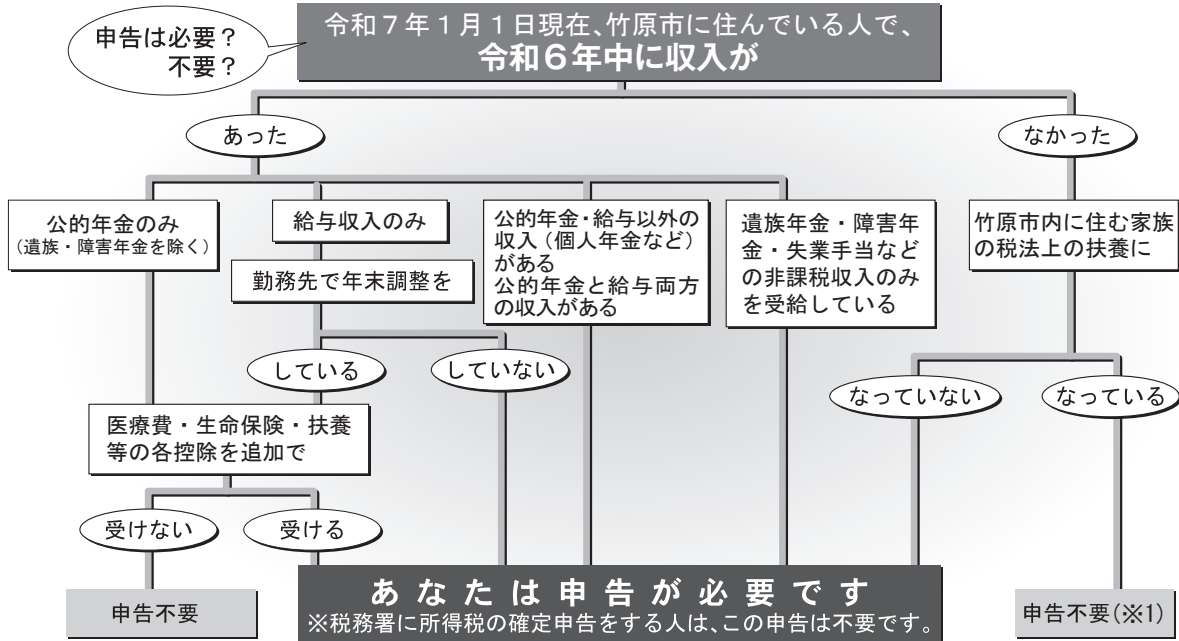 申告は必要？
不要？
令和７年１月１日現在、竹原市に住んでいる人で、
令和６年中に収入が
あった
なかった
公的年金のみ
（遺族・障害年金を除く）
給与収入のみ
勤務先で年末調整を
公的年金・給与以外の
収入（個人年金など）
がある
公的年金と給与両方
の収入がある
遺族年金・障害年
金・失業手当など
の非課税収入のみ
を受給している
竹原市内に住む家族
の税法上の扶養に
している
していない
なっていない
なっている
医療費・生命保険・扶養
等の各控除を追加で
受けない
受ける
申告不要
あなたは申告が必要です
※税務署に所得税の確定申告をする人は、この申告は不要です。
申告不要(※1)